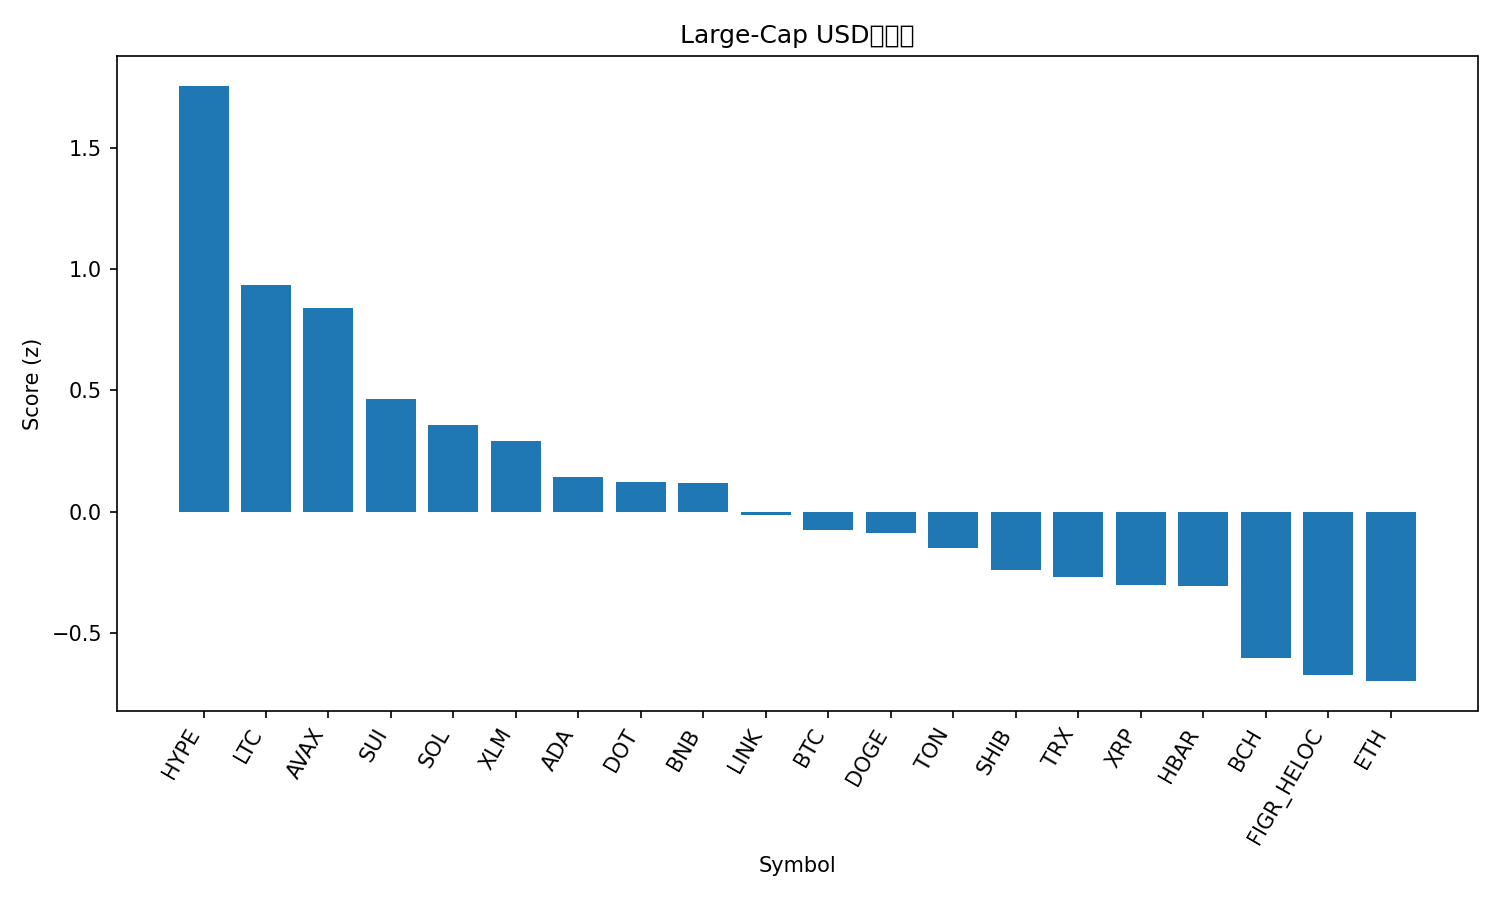 Large-Cap USD
1.5
1.0
0.5
0.0
−0.5
Score (z)
HYPE
LTC
AVAX
SUI
SOL
XLM
ADA
DOT
BNB
LINK
BTC
DOGE
TON
SHIB
TRX
XRP
HBAR
BCH
FIGR_HELOC
ETH
Symbol